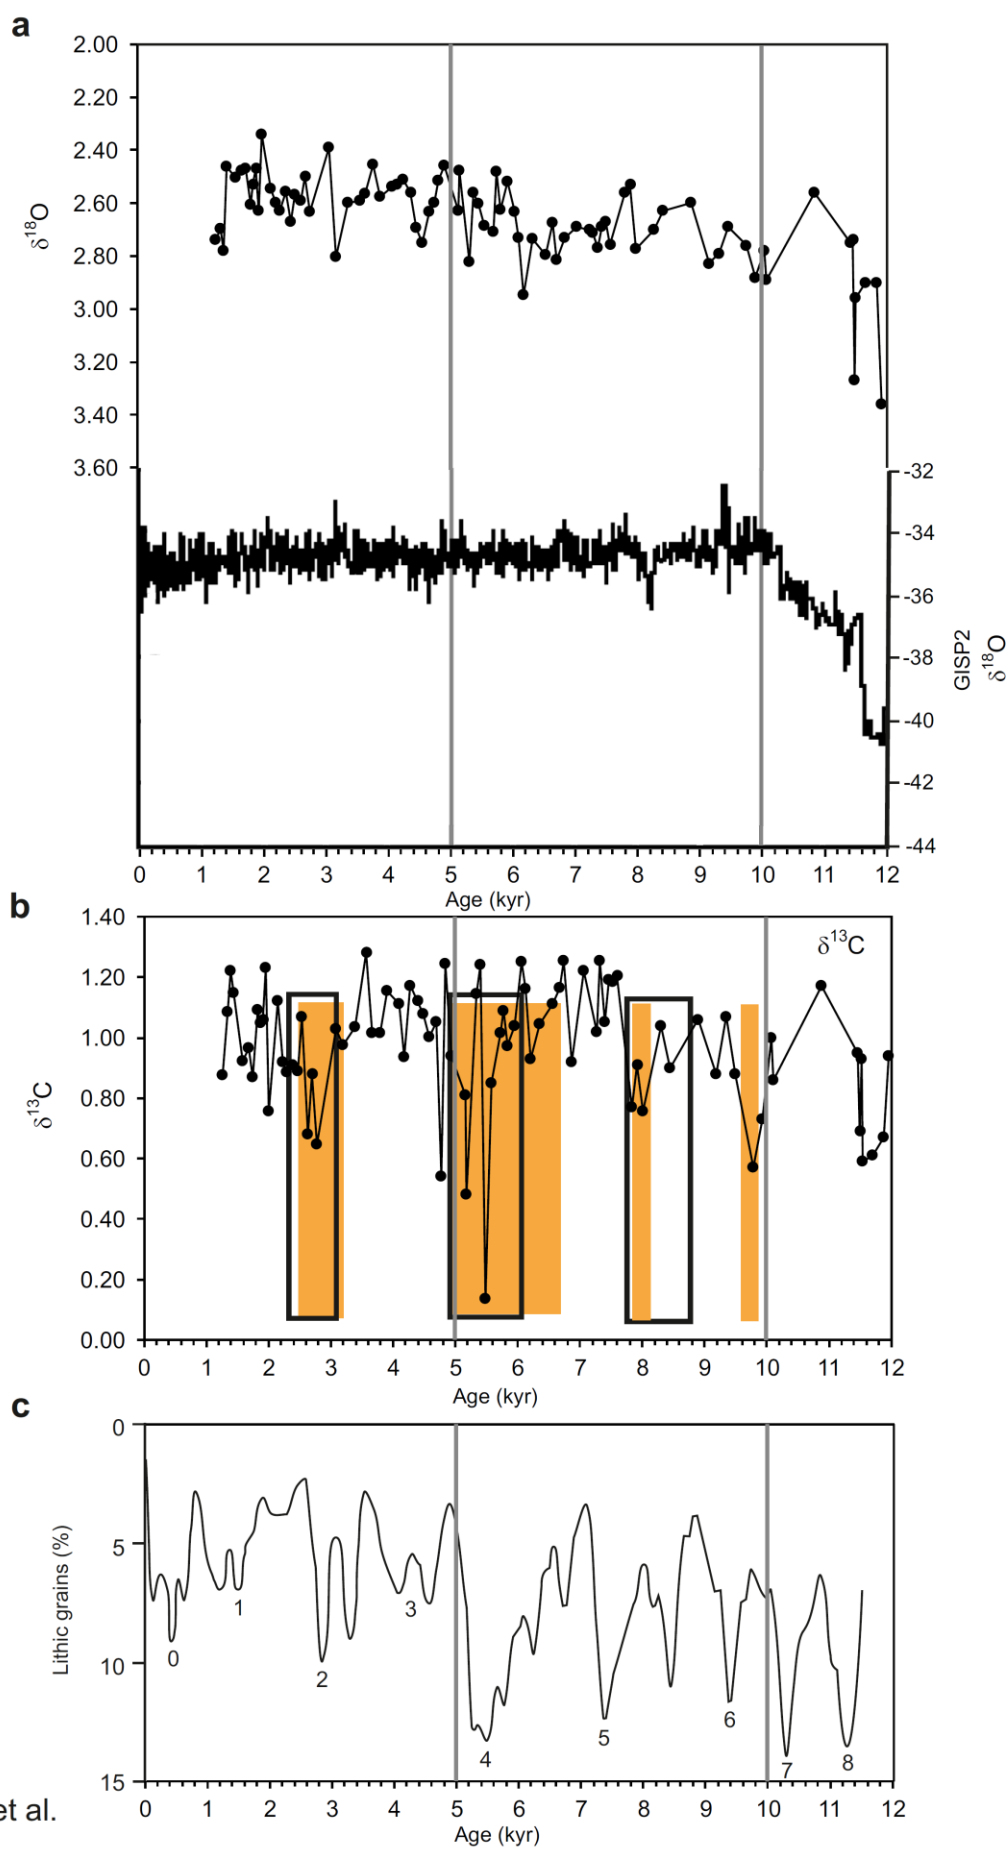 a
2.00
2.20
2.40
2.60
2.80
3.00
3.20
3.40
3.60
δ18O
-32
-34
-36
-38
-40
-42
-44
GISP2
δ18O
0 1 2 3 4 5 6 7 8 9 10 11 12
Age (kyr)
b
1.40
1.20
1.00
0.80
0.60
0.40
0.20
0.00
δ13C
δ13C
0 1 2 3 4 5 6 7 8 9 10 11 12
Age (kyr)
c
0
5
10
15
Lithic grains (%)
0
1
2
3
4
5
6
7
8
0 1 2 3 4 5 6 7 8 9 10 11 12
Age (kyr)
et al.